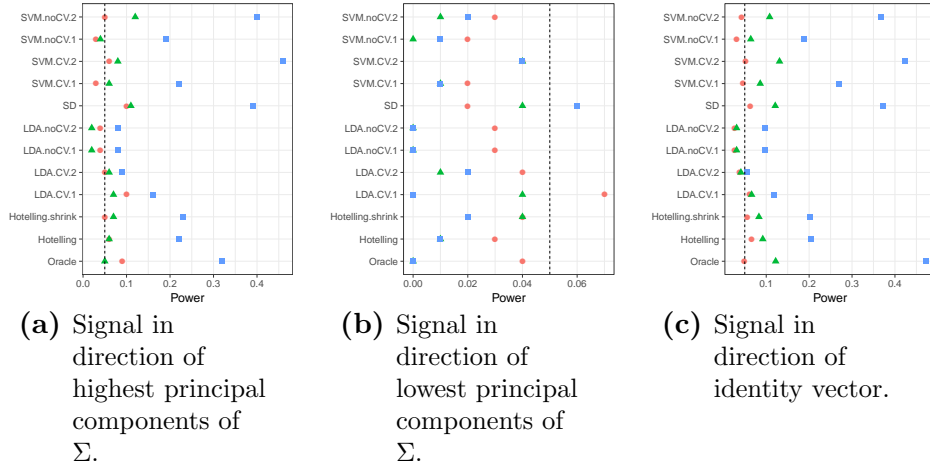 SVM.noCV.2
SVM.noCV.1
SVM.CV.2
SVM.CV.1
SD
LDA.noCV.2
LDA.noCV.1
LDA.CV.2
LDA.CV.1
Hotelling.shrink
Hotelling
Oracle
0.0 0.1 0.2 0.3 0.4
Power
(a) Signal in
direction of
highest principal
components of
Σ.
SVM.noCV.2
SVM.noCV.1
SVM.CV.2
SVM.CV.1
SD
LDA.noCV.2
LDA.noCV.1
LDA.CV.2
LDA.CV.1
Hotelling.shrink
Hotelling
Oracle
0.00 0.02 0.04 0.06
Power
(b) Signal in
direction of
lowest principal
components of
Σ.
SVM.noCV.2
SVM.noCV.1
SVM.CV.2
SVM.CV.1
SD
LDA.noCV.2
LDA.noCV.1
LDA.CV.2
LDA.CV.1
Hotelling.shrink
Hotelling
Oracle
0.1 0.2 0.3 0.4
Power
(c) Signal in
direction of
identity vector.